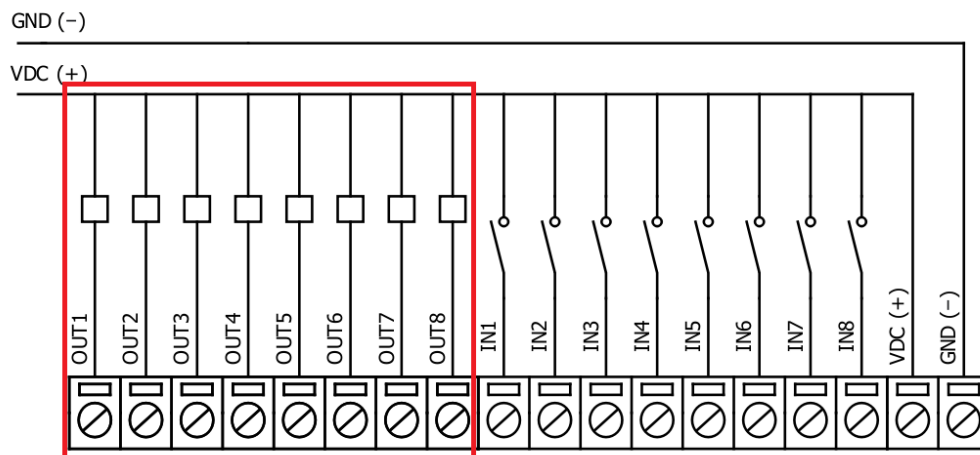 GND (−)
VDC (+)
OUT1
OUT2
OUT3
OUT4
OUT5
OUT6
OUT7
OUT8
IN1
IN2
IN3
IN4
IN5
IN6
IN7
IN8
VDC (+)
GND (−)